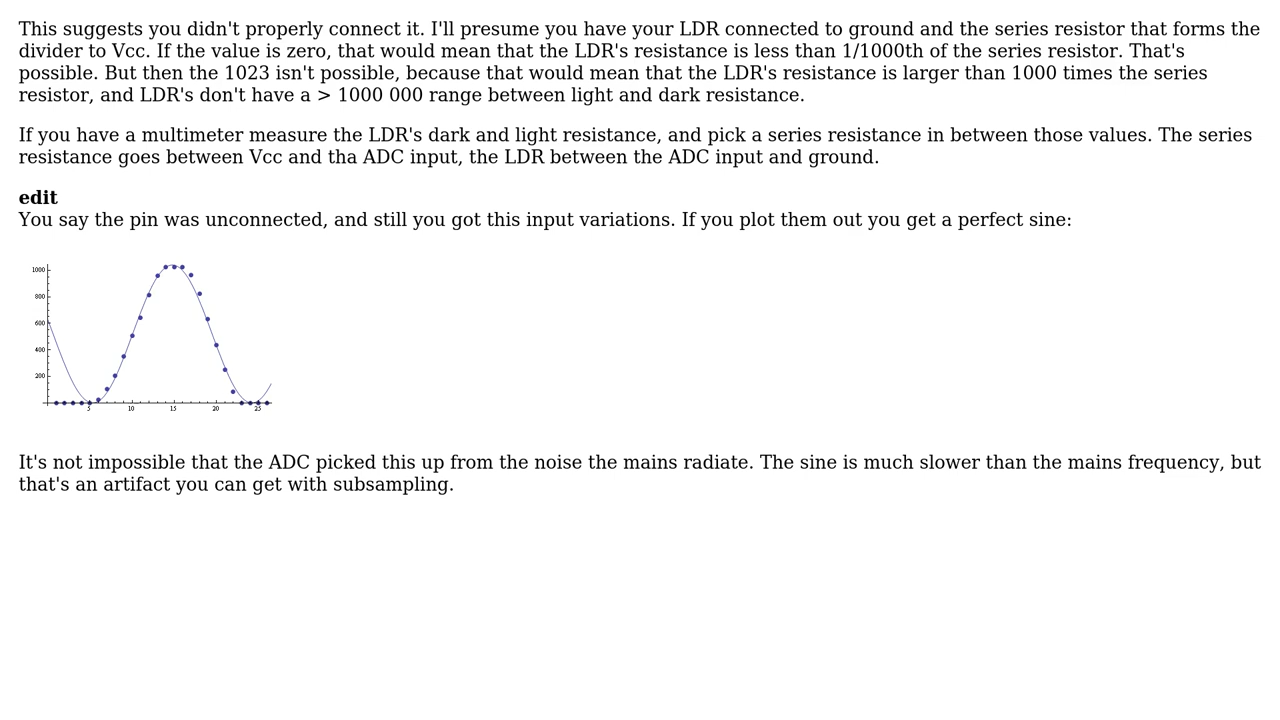 This suggests you didn't properly connect it. I'll presume you have your LDR connected to ground and the series resistor that forms the
divider to Vcc. If the value is zero, that would mean that the LDR's resistance is less than 1/1000th of the series resistor. That's
possible. But then the 1023 isn't possible, because that would mean that the LDR's resistance is larger than 1000 times the series
resistor, and LDR's don't have a > 1000 000 range between light and dark resistance.
If you have a multimeter measure the LDR's dark and light resistance, and pick a series resistance in between those values. The series
resistance goes between Vcc and tha ADC input, the LDR between the ADC input and ground.
edit
You say the pin was unconnected, and still you got this input variations. If you plot them out you get a perfect sine:
1000
800
600
400
200
5 10 15 20 25
It's not impossible that the ADC picked this up from the noise the mains radiate. The sine is much slower than the mains frequency, but
that's an artifact you can get with subsampling.